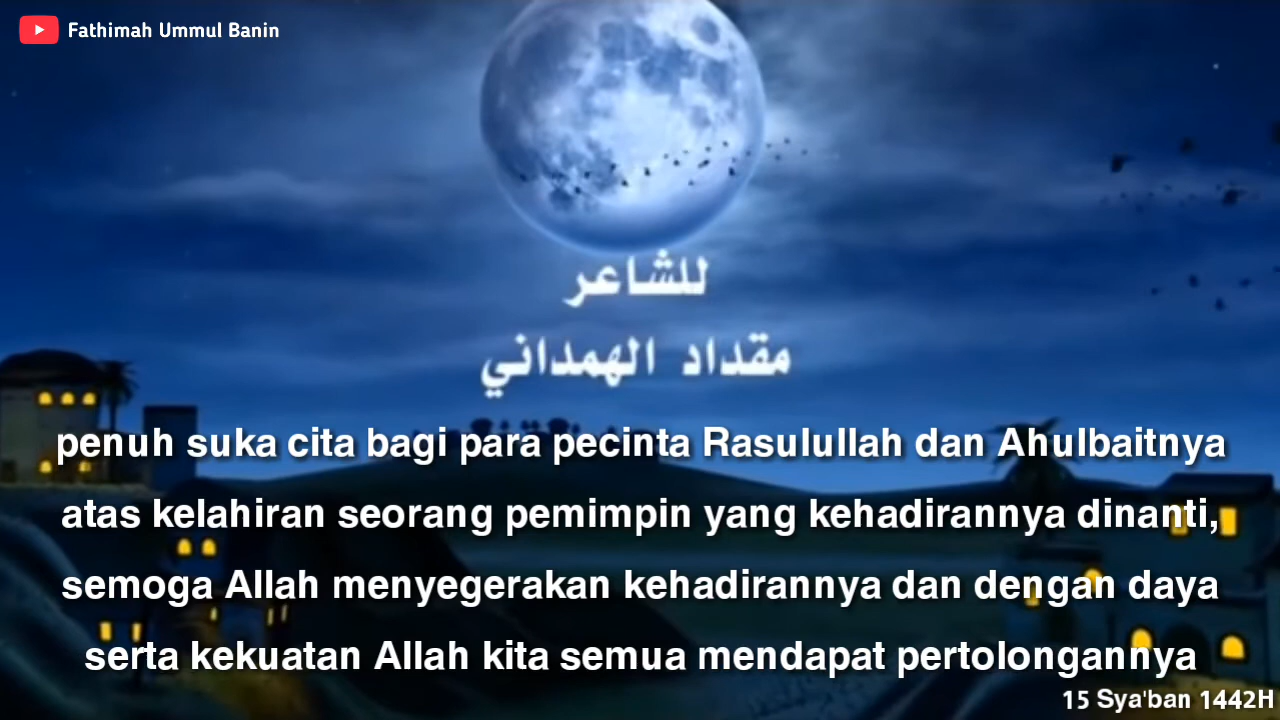 Fathimah Ummul Banin
للشاعر
مقداد الهمداني
penuh suka cita bagi para pecinta Rasulullah dan Ahulbaitnya
atas kelahiran seorang pemimpin yang kehadirannya dinanti,
semoga Allah menyegerakan kehadirannya dan dengan daya
serta kekuatan Allah kita semua mendapat pertolongannya
15 Sya'ban 1442H